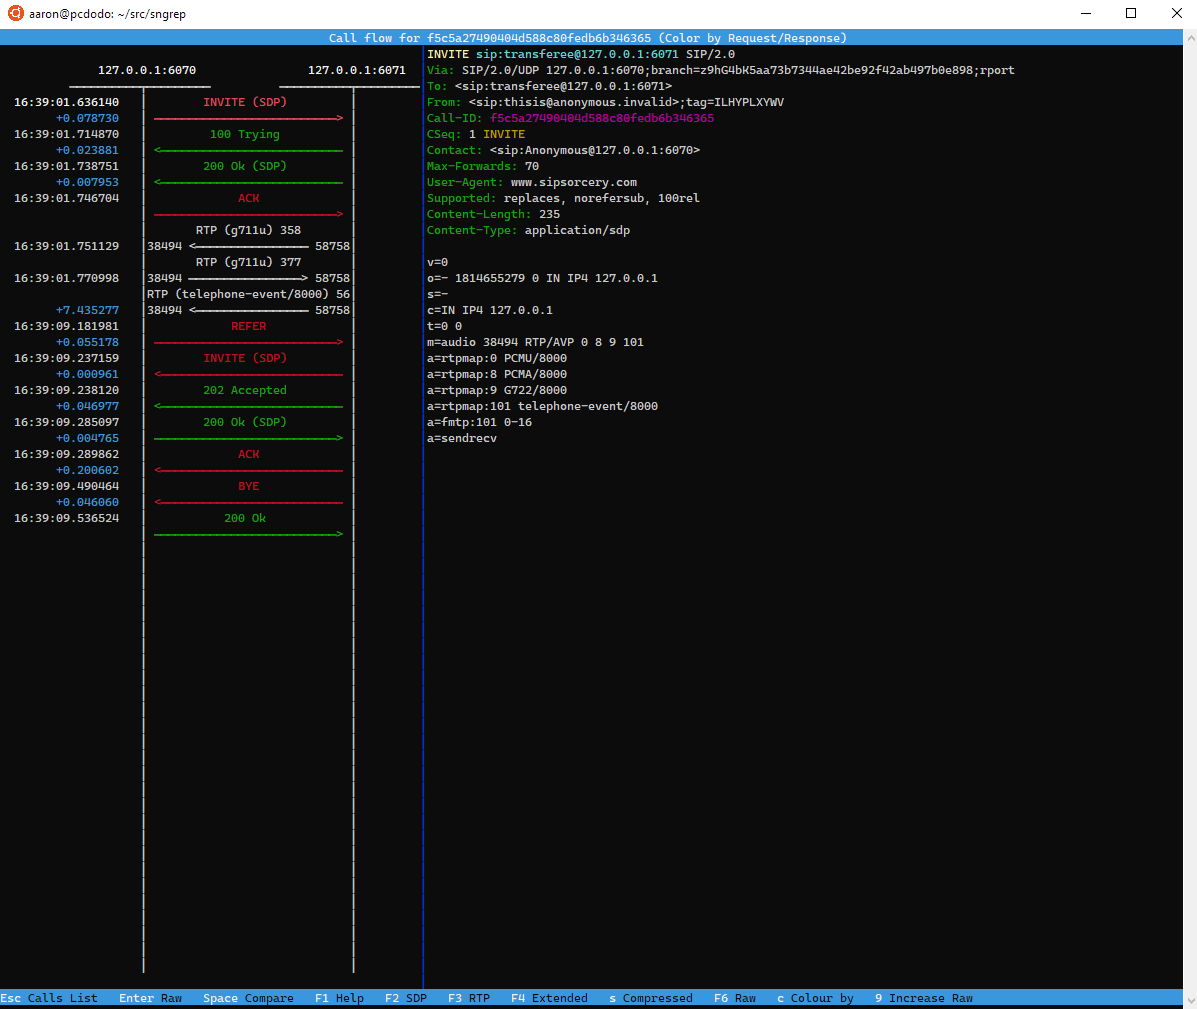 aaron@pcdodo: ~/src/sngrep
Call flow for f5c5a27490404d588c80fedb6b346365 (Color by Request/Response)
127.0.0.1:6070 127.0.0.1:6071
16:39:01.636140 INVITE (SDP)
+0.078730
16:39:01.714870 100 Trying
+0.023881
16:39:01.738751 200 Ok (SDP)
+0.007953
16:39:01.746704 ACK
RTP (g711u) 358
16:39:01.751129 38494 58758
RTP (g711u) 377
16:39:01.770998 38494 58758
RTP (telephone-event/8000) 56
+7.435277 38494 58758
16:39:09.181981 REFER
+0.055178
16:39:09.237159 INVITE (SDP)
+0.000961
16:39:09.238120 202 Accepted
+0.046977
16:39:09.285097 200 Ok (SDP)
+0.004765
16:39:09.289862 ACK
+0.200602
16:39:09.490464 BYE
+0.046060
16:39:09.536524 200 Ok
INVITE sip:transferee@127.0.0.1:6071 SIP/2.0
Via: SIP/2.0/UDP 127.0.0.1:6070;branch=z9hG4bK5aa73b7344ae42be92f42ab497b0e898;rport
To: <sip:transferee@127.0.0.1:6071>
From: <sip:thisis@anonymous.invalid>;tag=ILHYPLXYWV
Call-ID: f5c5a27490404d588c80fedb6b346365
CSeq: 1 INVITE
Contact: <sip:Anonymous@127.0.0.1:6070>
Max-Forwards: 70
User-Agent: www.sipsorcery.com
Supported: replaces, norefersub, 100rel
Content-Length: 235
Content-Type: application/sdp
v=0
o=- 1814655279 0 IN IP4 127.0.0.1
s=-
c=IN IP4 127.0.0.1
t=0 0
m=audio 38494 RTP/AVP 0 8 9 101
a=rtpmap:0 PCMU/8000
a=rtpmap:8 PCMA/8000
a=rtpmap:9 G722/8000
a=rtpmap:101 telephone-event/8000
a=fmtp:101 0-16
a=sendrecv
Esc Calls List Enter Raw Space Compare F1 Help F2 SDP F3 RTP F4 Extended s Compressed F6 Raw c Colour by 9 Increase Raw